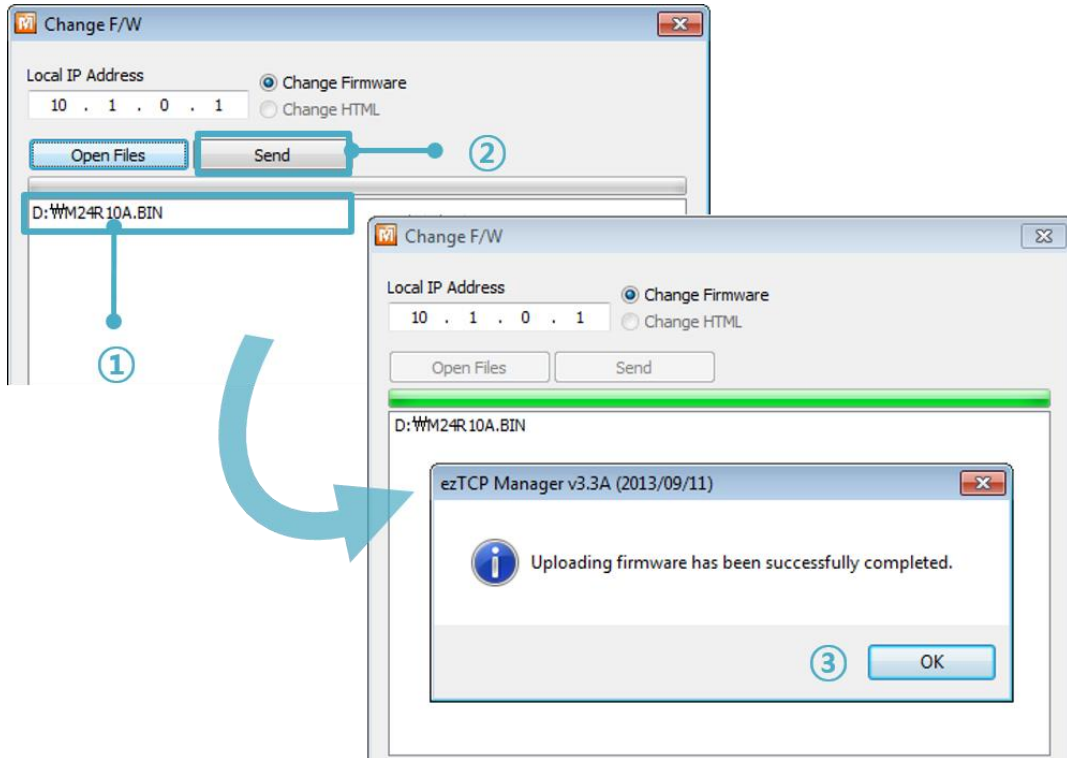 Change F/W
Local IP Address
10 . 1 . 0 . 1
Change Firmware
Change HTML
Open Files
Send
②
D:₩M24R10A.BIN
①
Change F/W
Local IP Address
10 . 1 . 0 . 1
Change Firmware
Change HTML
Open Files
Send
D:₩M24R10A.BIN
ezTCP Manager v3.3A (2013/09/11)
Uploading firmware has been successfully completed.
③
OK